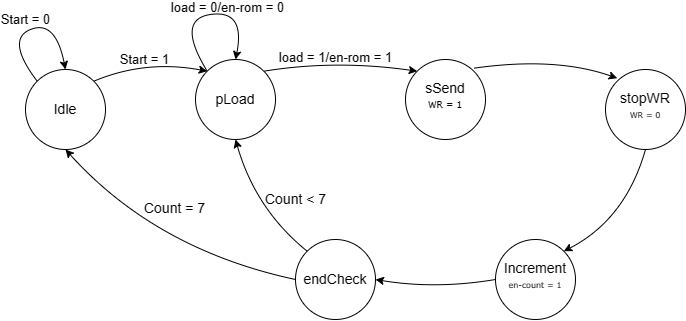 load = 0/en-rom = 0
Start = 0
Start = 1
load = 1/en-rom = 1
Idle
pLoad
sSend
WR = 1
stopWR
WR = 0
Count = 7
Count < 7
endCheck
Increment
en-count = 1